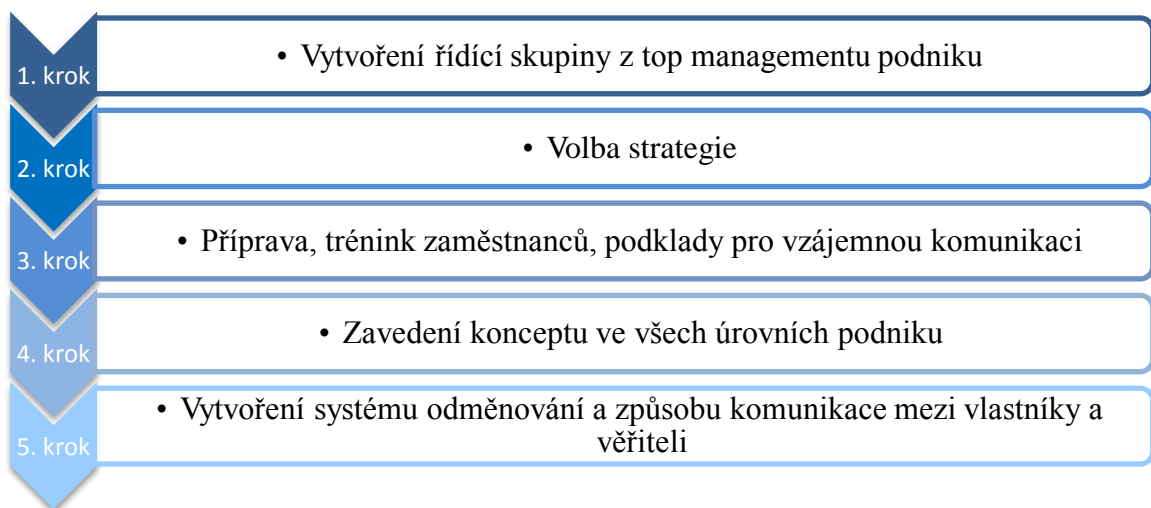 1. krok
• Vytvoření řídící skupiny z top managementu podniku
2. krok
• Volba strategie
3. krok
• Příprava, trénink zaměstnanců, podklady pro vzájemnou komunikaci
4. krok
• Zavedení konceptu ve všech úrovních podniku
5. krok
• Vytvoření systému odměnování a způsobu komunikace mezi vlastníky a
věřiteli